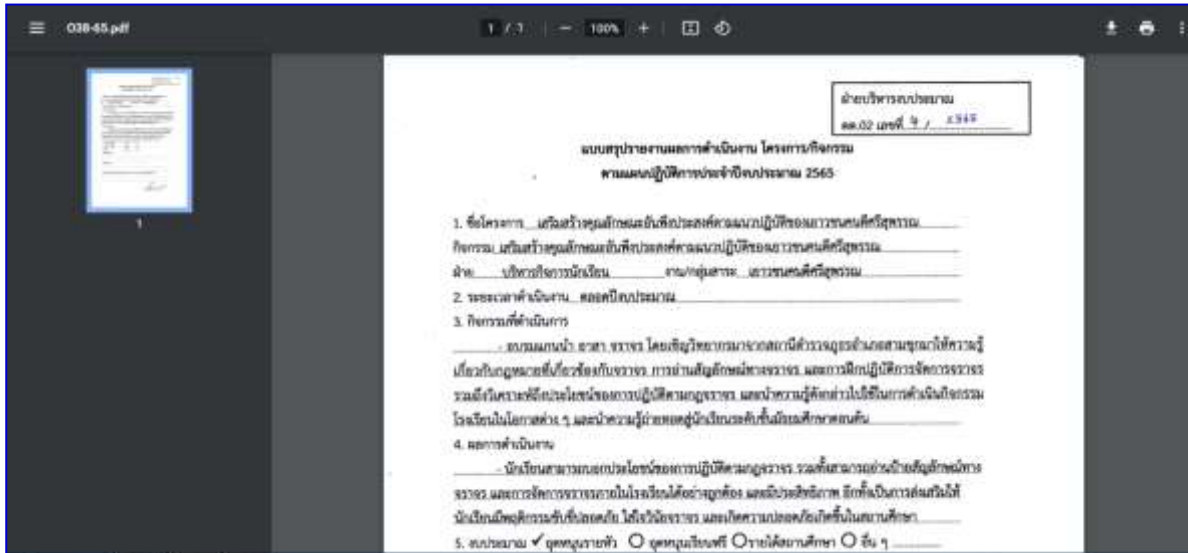 O38-65.pdf
1 / 1
100%
ฝ่ายบริหารงบประมาณ
คค.02 เลขที่ 4 /
แบบสรุปรายงานผลการดำเนินงาน โครงการ/กิจกรรม
ตามแผนปฏิบัติการประจำปีงบประมาณ 2565
1. ชื่อโครงการ เสริมสร้างคุณลักษณะอันพึงประสงค์ตามแนวปฏิบัติของเยาวชนคนดีศรีสุพรรณ
กิจกรรม เสริมสร้างคุณลักษณะอันพึงประสงค์ตามแนวปฏิบัติของเยาวชนคนดีศรีสุพรรณ
ฝ่าย บริหารกิจการนักเรียน งาน/กลุ่มสาระ เยาวชนคนดีศรีสุพรรณ
2. ระยะเวลาดำเนินงาน ตลอดปีงบประมาณ
3. กิจกรรมที่ดำเนินการ
- อบรมแกนนำ อาสา จราจร โดยเชิญวิทยากรมาจากสถานีตำรวจภูธรอำเภอสามชุกมาให้ความรู้
เกี่ยวกับกฎหมายที่เกี่ยวข้องกับจราจร การอ่านสัญลักษณ์ทางจราจร และการฝึกปฏิบัติการจัดการจราจร
รวมถึงวิเคราะห์ถึงประโยชน์ของการปฏิบัติตามกฎจราจร และนำความรู้ดังกล่าวไปใช้ในการดำเนินกิจกรรม
โรงเรียนในโอกาสต่าง ๆ และนำความรู้ถ่ายทอดสู่นักเรียนระดับชั้นมัธยมศึกษาตอนต้น
4. ผลการดำเนินงาน
- นักเรียนสามารถบอกประโยชน์ของการปฏิบัติตามกฎจราจร รวมทั้งสามารถอ่านป้ายสัญลักษณ์ทาง
จราจร และการจัดการจราจรภายในโรงเรียนได้อย่างถูกต้อง และมีประสิทธิภาพ อีกทั้งเป็นการส่งเสริมให้
นักเรียนมีพฤติกรรมขับขี่ปลอดภัย ใส่ใจวินัยจราจร และเกิดความปลอดภัยเกิดขึ้นในสถานศึกษา
5. งบประมาณ ✓ อุดหนุนรายหัว O อุดหนุนเรียนฟรี O รายได้สถานศึกษา O อื่น ๆ
1